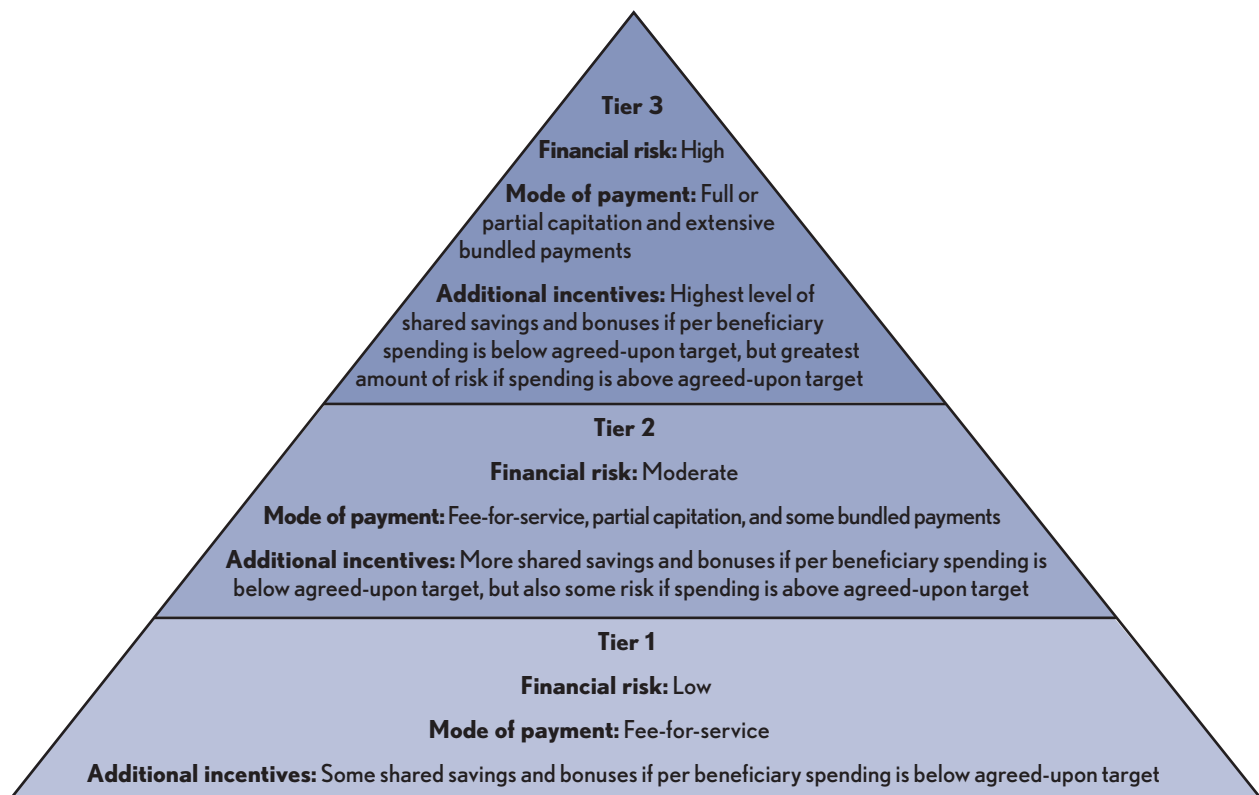 Tier 3
Financial risk: High
Mode of payment: Full or
partial capitation and extensive
bundled payments
Additional incentives: Highest level of
shared savings and bonuses if per beneficiary
spending is below agreed-upon target, but greatest
amount of risk if spending is above agreed-upon target
Tier 2
Financial risk: Moderate
Mode of payment: Fee-for-service, partial capitation, and some bundled payments
Additional incentives: More shared savings and bonuses if per beneficiary spending is
below agreed-upon target, but also some risk if spending is above agreed-upon target
Tier 1
Financial risk: Low
Mode of payment: Fee-for-service
Additional incentives: Some shared savings and bonuses if per beneficiary spending is below agreed-upon target